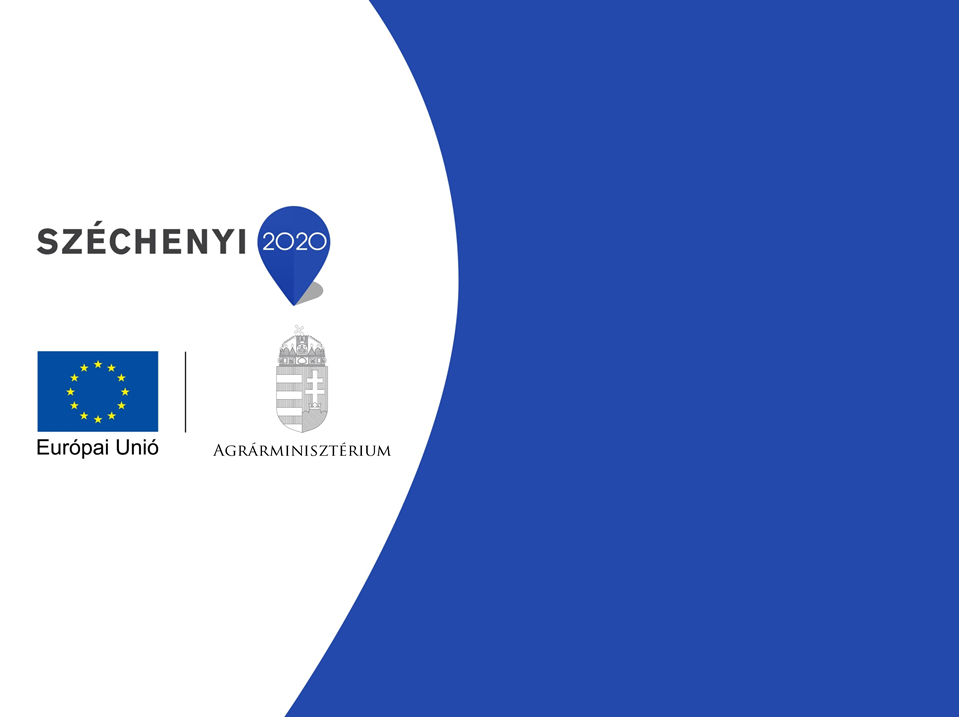 SZÉCHENYI 2020
Európai Unió
AGRÁRMINISZTÉRIUM